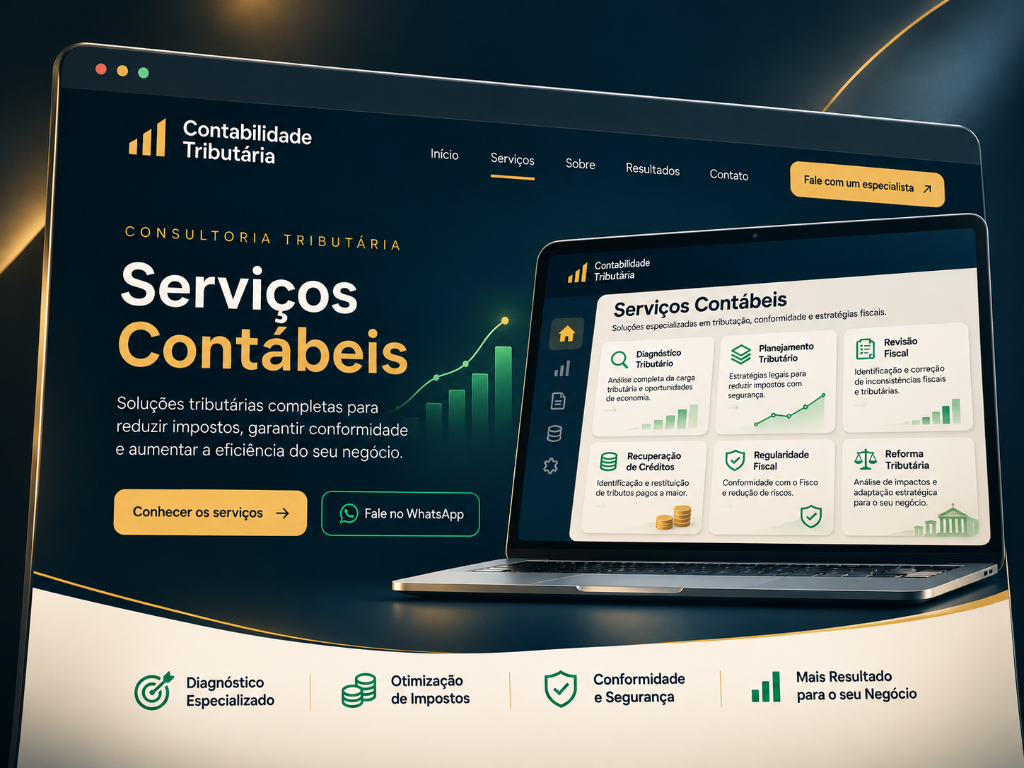 Contabilidade
Tributária
Início
Serviços
Sobre
Resultados
Contato
Fale com um especialista
CONSULTORIA TRIBUTÁRIA
Serviços
Contábeis
Soluções tributárias completas para
reduzir impostos, garantir conformidade
e aumentar a eficiência do seu negócio.
Conhecer os serviços
Fale no WhatsApp
Contabilidade
Tributária
Serviços Contábeis
Soluções especializadas em tributação, conformidade e estratégias fiscais.
Diagnóstico
Tributário
Análise completa da carga
tributária e oportunidades
de economia.
Planejamento
Tributário
Estratégias legais para
reduzir impostos com
segurança.
Revisão
Fiscal
Identificação e correção
de inconsistências fiscais
e tributárias.
Recuperação
de Créditos
Identificação e restituição
de tributos pagos a maior.
Regularidade
Fiscal
Conformidade com o Fisco
e redução de riscos.
Reforma
Tributária
Análise de impactos e
adaptação estratégica
para o seu negócio.
Diagnóstico
Especializado
Otimização
de Impostos
Conformidade
e Segurança
Mais Resultado
para o seu Negócio